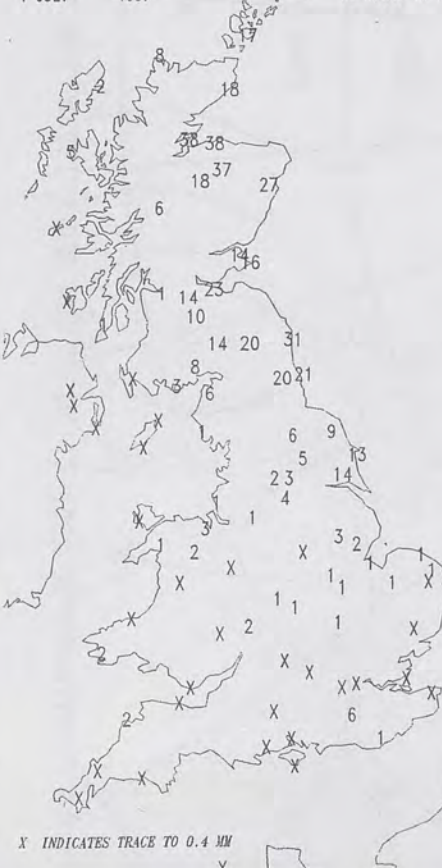 17
8
2 18
38 38
5
37
18 27
6
X
14
16
23
1 14
X
10
31
14 20
8
X 3 20 21
X 6
X
X X 1 6 9
X 5 13
2 3 14
4
X 1
3
1 2 3 2
X 1 1
X X 1 1 1 X
1 1
X X 2 1 X
2 X X
X X X X X
X
2 X 6
X X 1
X X X
X
X INDICATES TRACE TO 0.4 MM
X